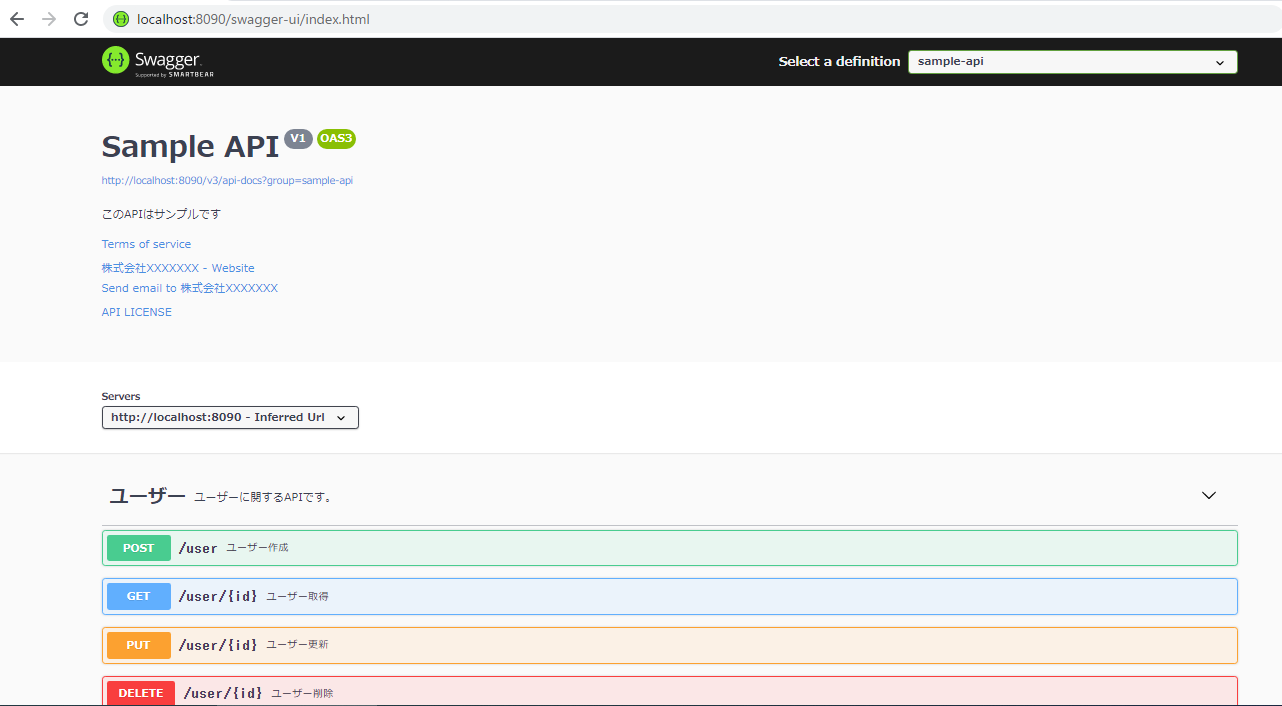 localhost:8090/swagger-ui/index.html
Swagger.
Supported by SMARTBEAR
Select a definition
sample-api
Sample API V1 OAS3
http://localhost:8090/v3/api-docs?group=sample-api
このAPIはサンプルです
Terms of service
株式会社XXXXXXX - Website
Send email to 株式会社XXXXXXX
API LICENSE
Servers
http://localhost:8090 - Inferred Url
ユーザー ユーザーに関するAPIです。
POST /user ユーザー作成
GET /user/{id} ユーザー取得
PUT /user/{id} ユーザー更新
DELETE /user/{id} ユーザー削除